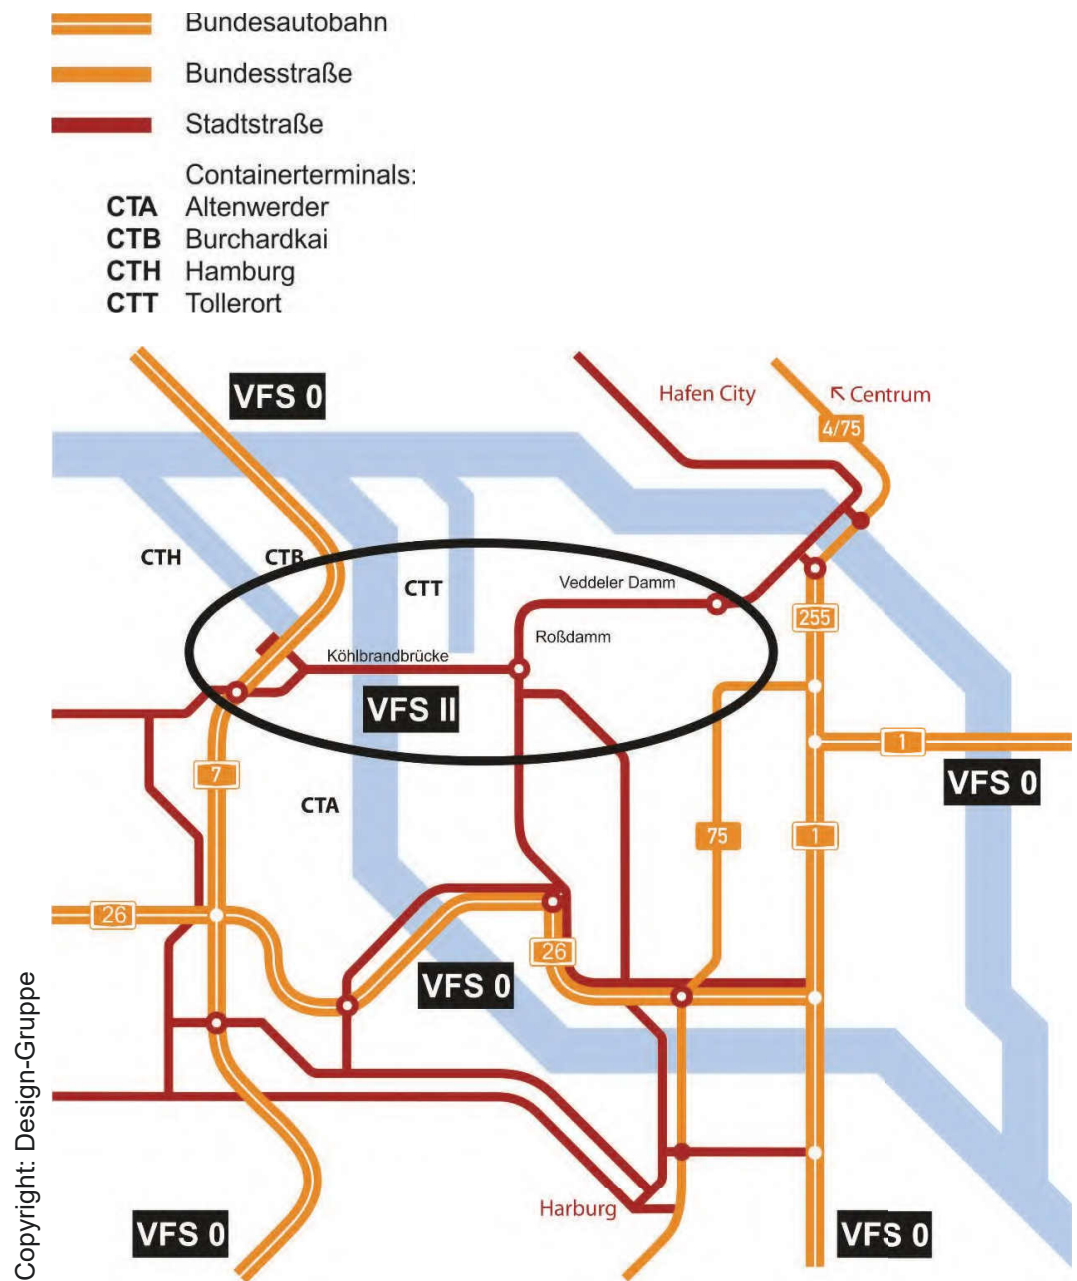 Bundesautobahn
Bundesstraße
Stadtstraße
Containerterminals:
CTA Altenwerder
CTB Burchardkai
CTH Hamburg
CTT Tollerort
VFS 0
Hafen City
↖ Centrum
4/75
CTH
CTB
CTT
Veddeler Damm
255
Roßdamm
Köhlbrandbrücke
VFS II
1
7
VFS 0
CTA
75
1
26
26
VFS 0
Harburg
VFS 0
VFS 0
Copyright: Design-Gruppe